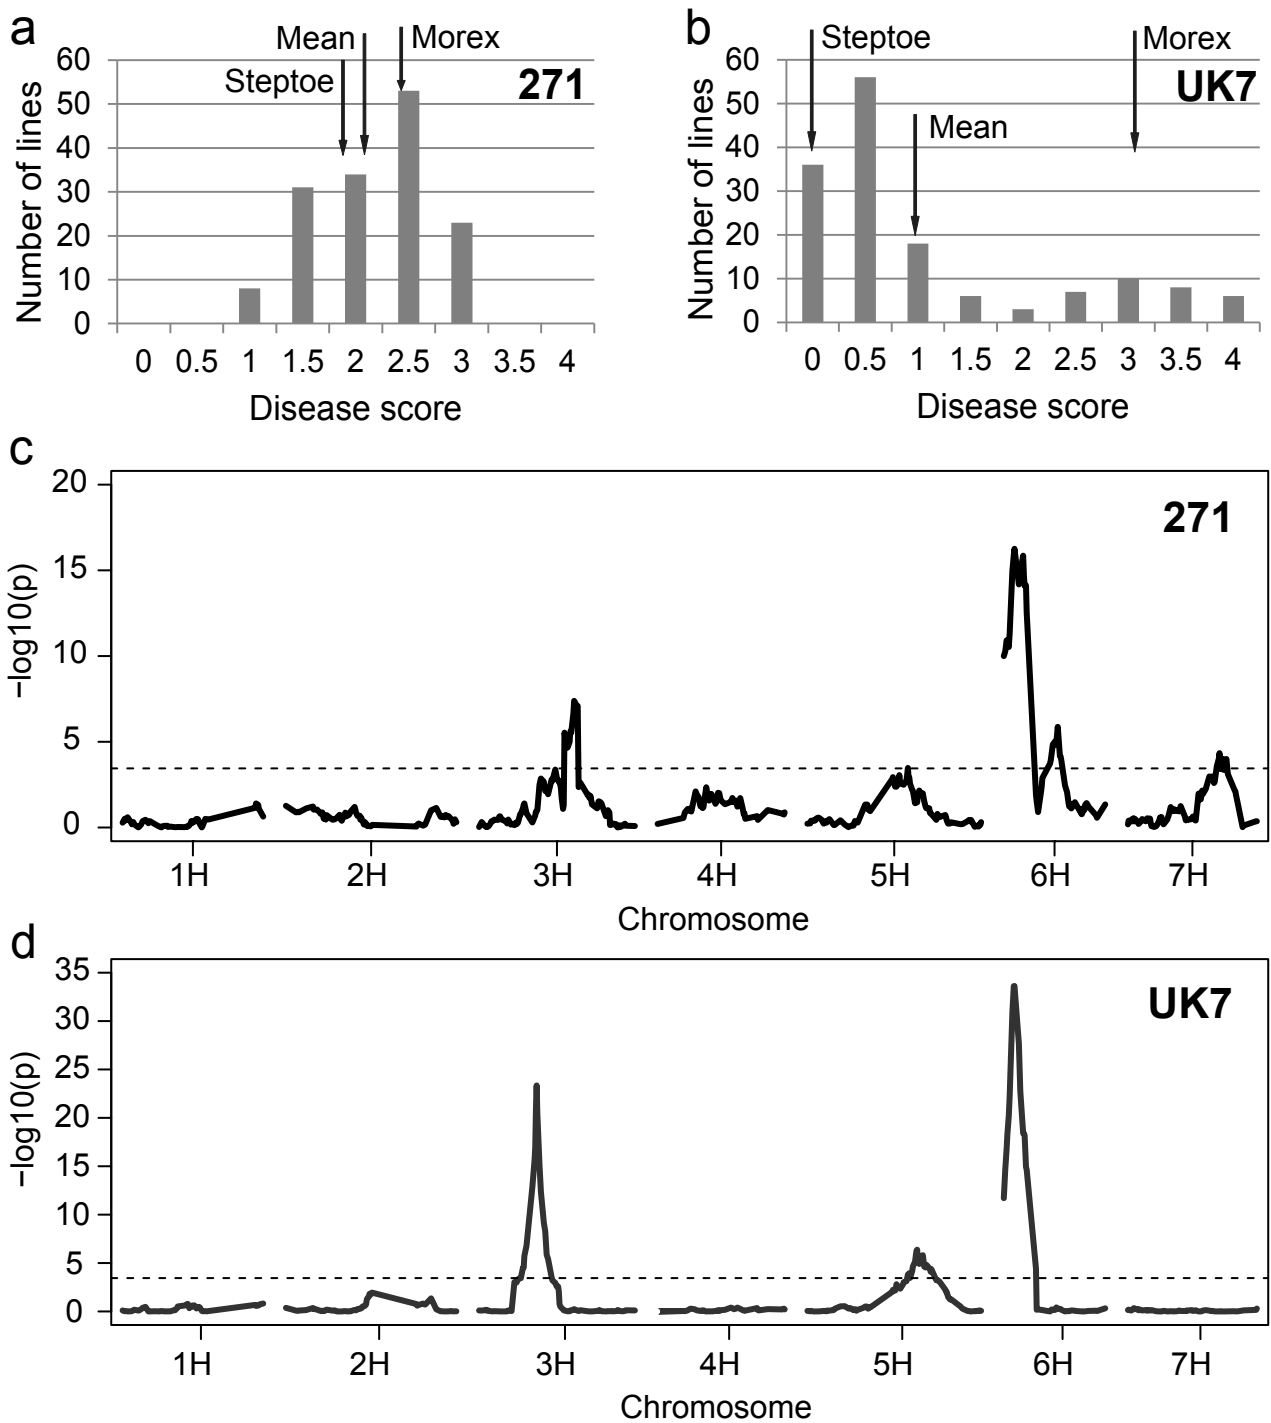 a
Mean
Morex
Steptoe
271
60
50
40
30
20
10
0
Number of lines
0 0.5 1 1.5 2 2.5 3 3.5 4
Disease score
b
Steptoe
Morex
UK7
Mean
60
50
40
30
20
10
0
Number of lines
0 0.5 1 1.5 2 2.5 3 3.5 4
Disease score
c
271
20
15
10
5
0
−log10(p)
1H 2H 3H 4H 5H 6H 7H
Chromosome
d
UK7
35
30
25
20
15
10
5
0
−log10(p)
1H 2H 3H 4H 5H 6H 7H
Chromosome